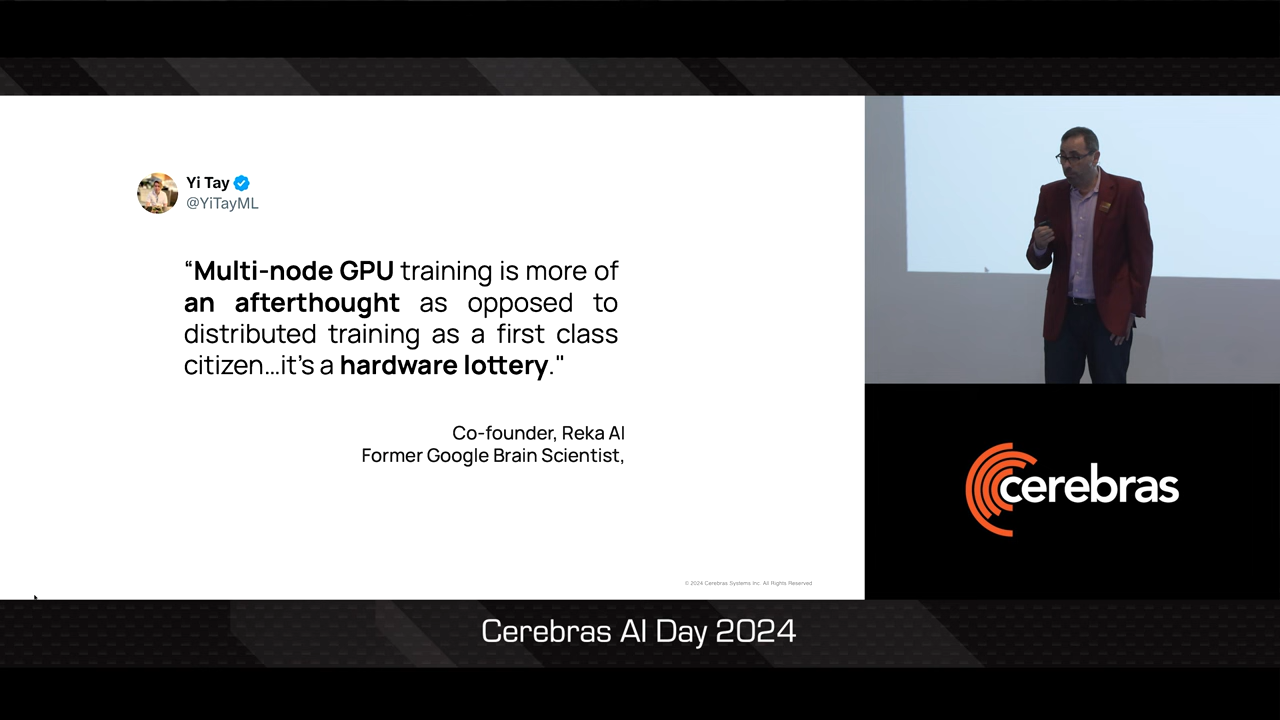 Yi Tay
@YiTayML
“Multi-node GPU training is more of
an afterthought as opposed to
distributed training as a first class
citizen...it's a hardware lottery."
Co-founder, Reka AI
Former Google Brain Scientist,
© 2024 Cerebras Systems Inc. All Rights Reserved
cerebras
Cerebras AI Day 2024